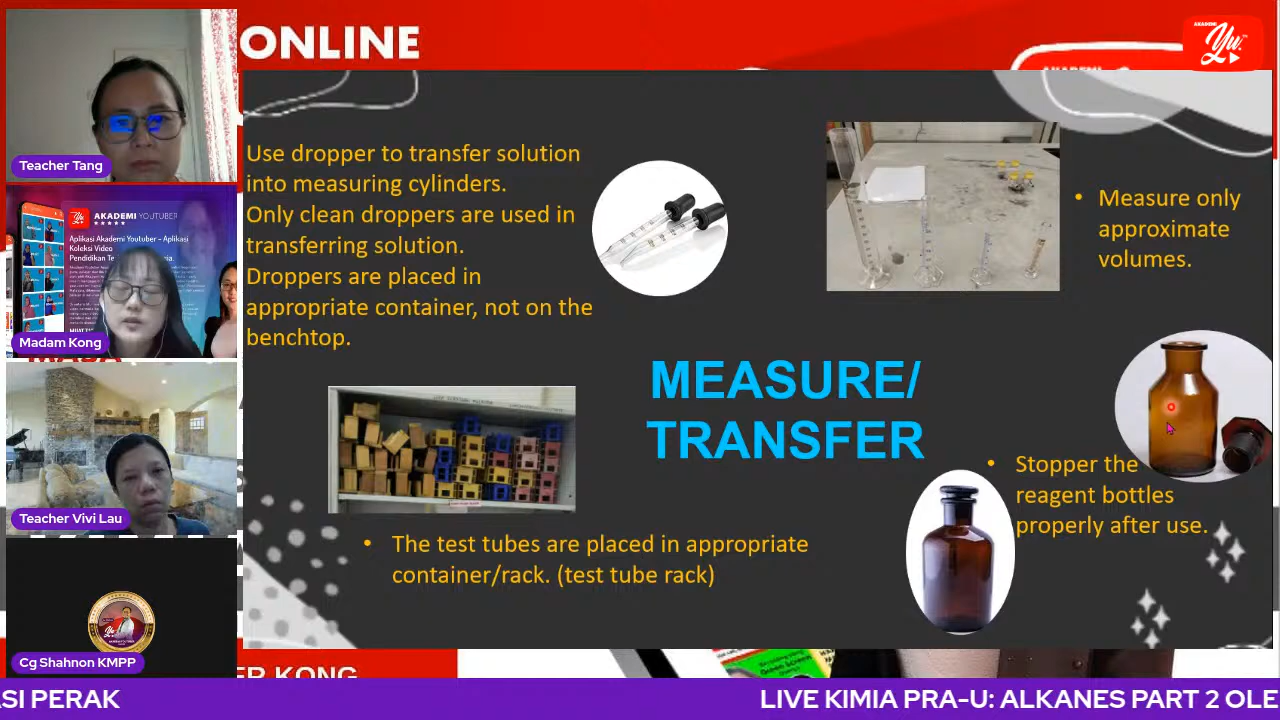 ONLINE
AKADEMI
Yu
Teacher Tang
AKADEMI YOUTUBER
Aplikasi Akademi Youtuber - Aplikasi
Koleksi Video
Madam Kong
Teacher Vivi Lau
Cg Shahnon KMPP
Use dropper to transfer solution
into measuring cylinders.
Only clean droppers are used in
transferring solution.
Droppers are placed in
appropriate container, not on the
benchtop.
• Measure only
approximate
volumes.
MEASURE/
TRANSFER
• Stopper the
reagent bottles
properly after use.
• The test tubes are placed in appropriate
container/rack. (test tube rack)
ER KONG
SI PERAK
LIVE KIMIA PRA-U: ALKANES PART 2 OLE